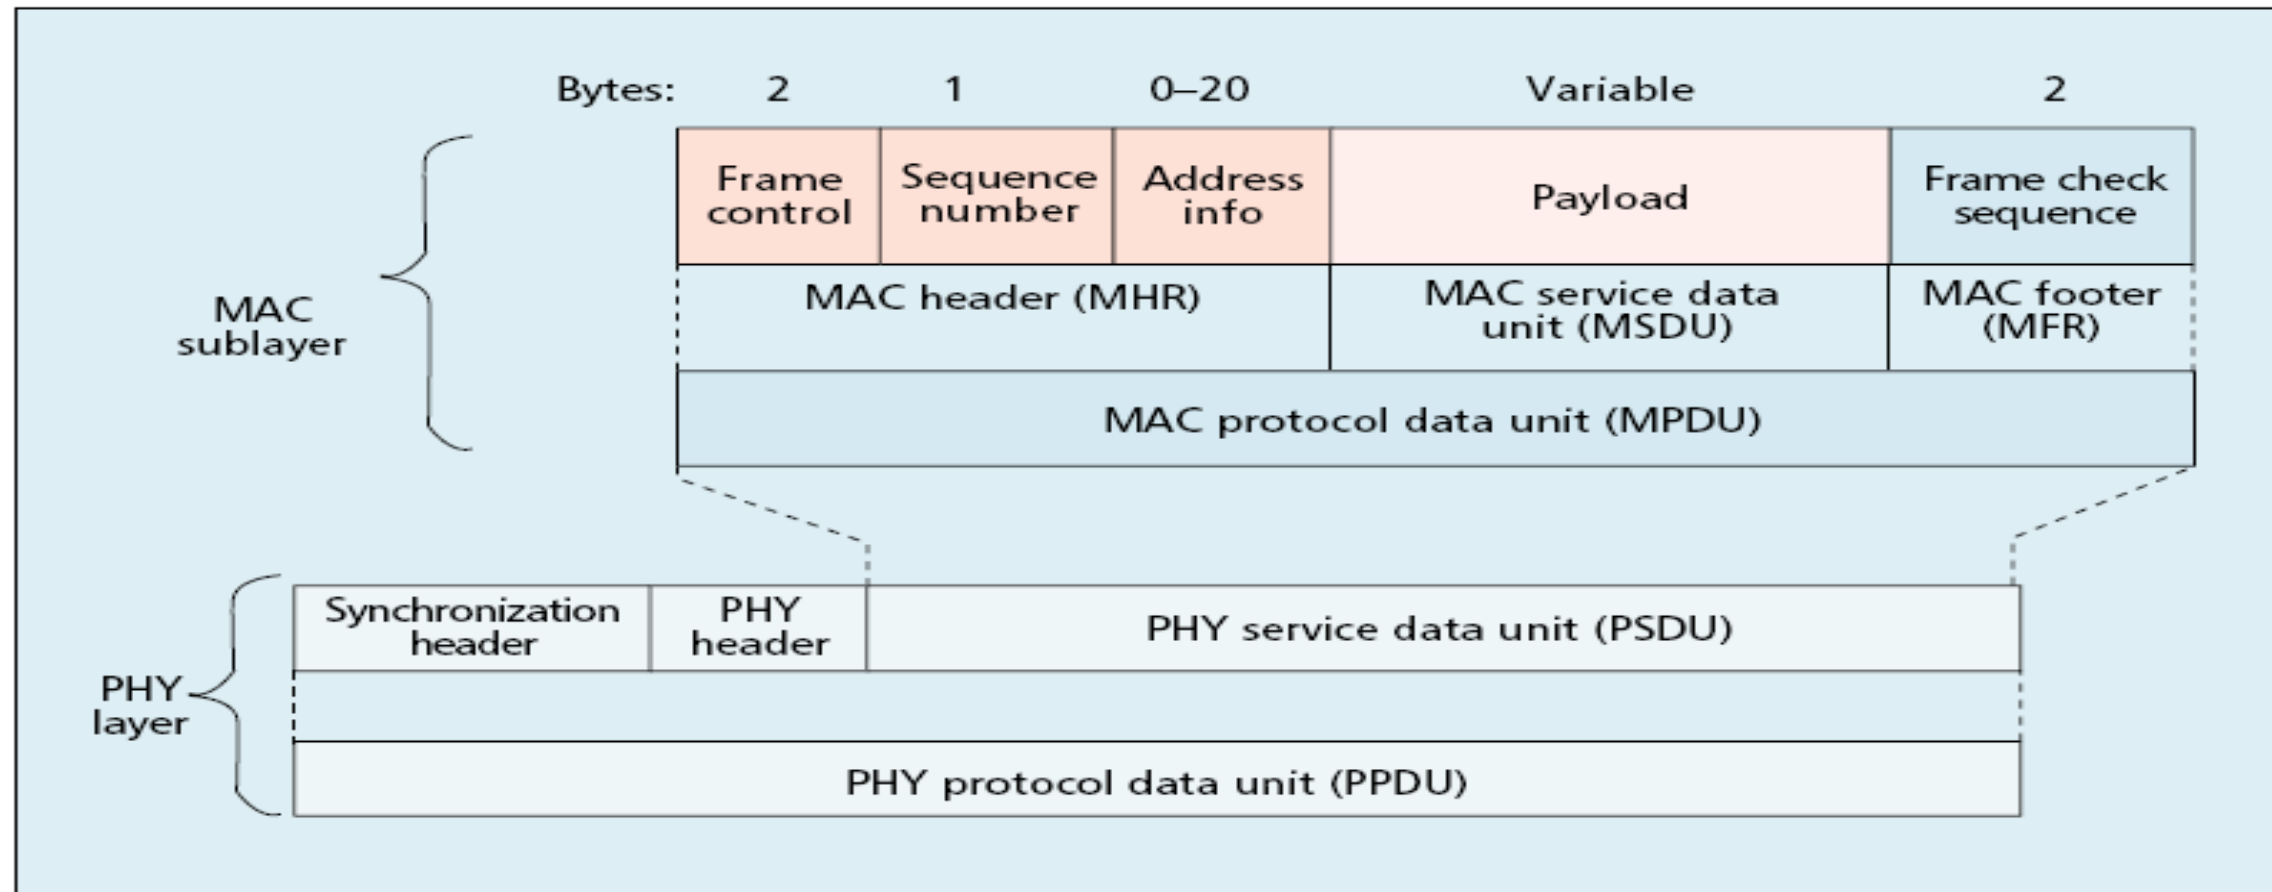 Bytes: 2 1 0–20 Variable 2
Frame
control
Sequence
number
Address
info
Payload
Frame check
sequence
MAC header (MHR)
MAC service data
unit (MSDU)
MAC footer
(MFR)
MAC
sublayer
MAC protocol data unit (MPDU)
Synchronization
header
PHY
header
PHY service data unit (PSDU)
PHY
layer
PHY protocol data unit (PPDU)